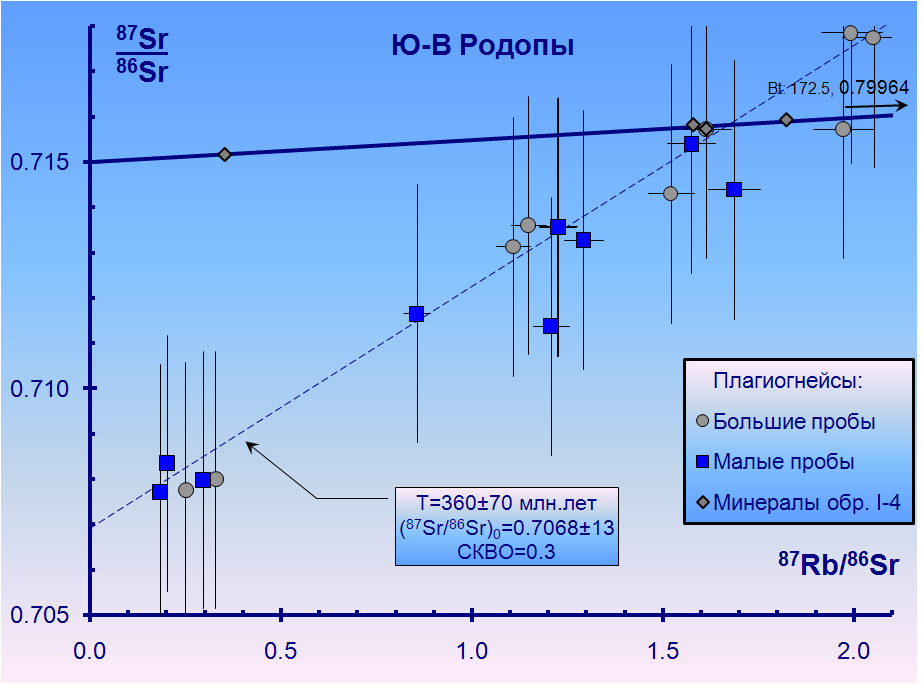 ⁸⁷Sr
⁸⁶Sr
Ю-В Родопы
Bt: 172.5, 0.79964
0.715
0.710
0.705
Плагиогнейсы:
Большие пробы
Малые пробы
Минералы обр. I-4
T=360±70 млн.лет
(⁸⁷Sr/⁸⁶Sr)₀=0.7068±13
СКВО=0.3
⁸⁷Rb/⁸⁶Sr
0.0 0.5 1.0 1.5 2.0